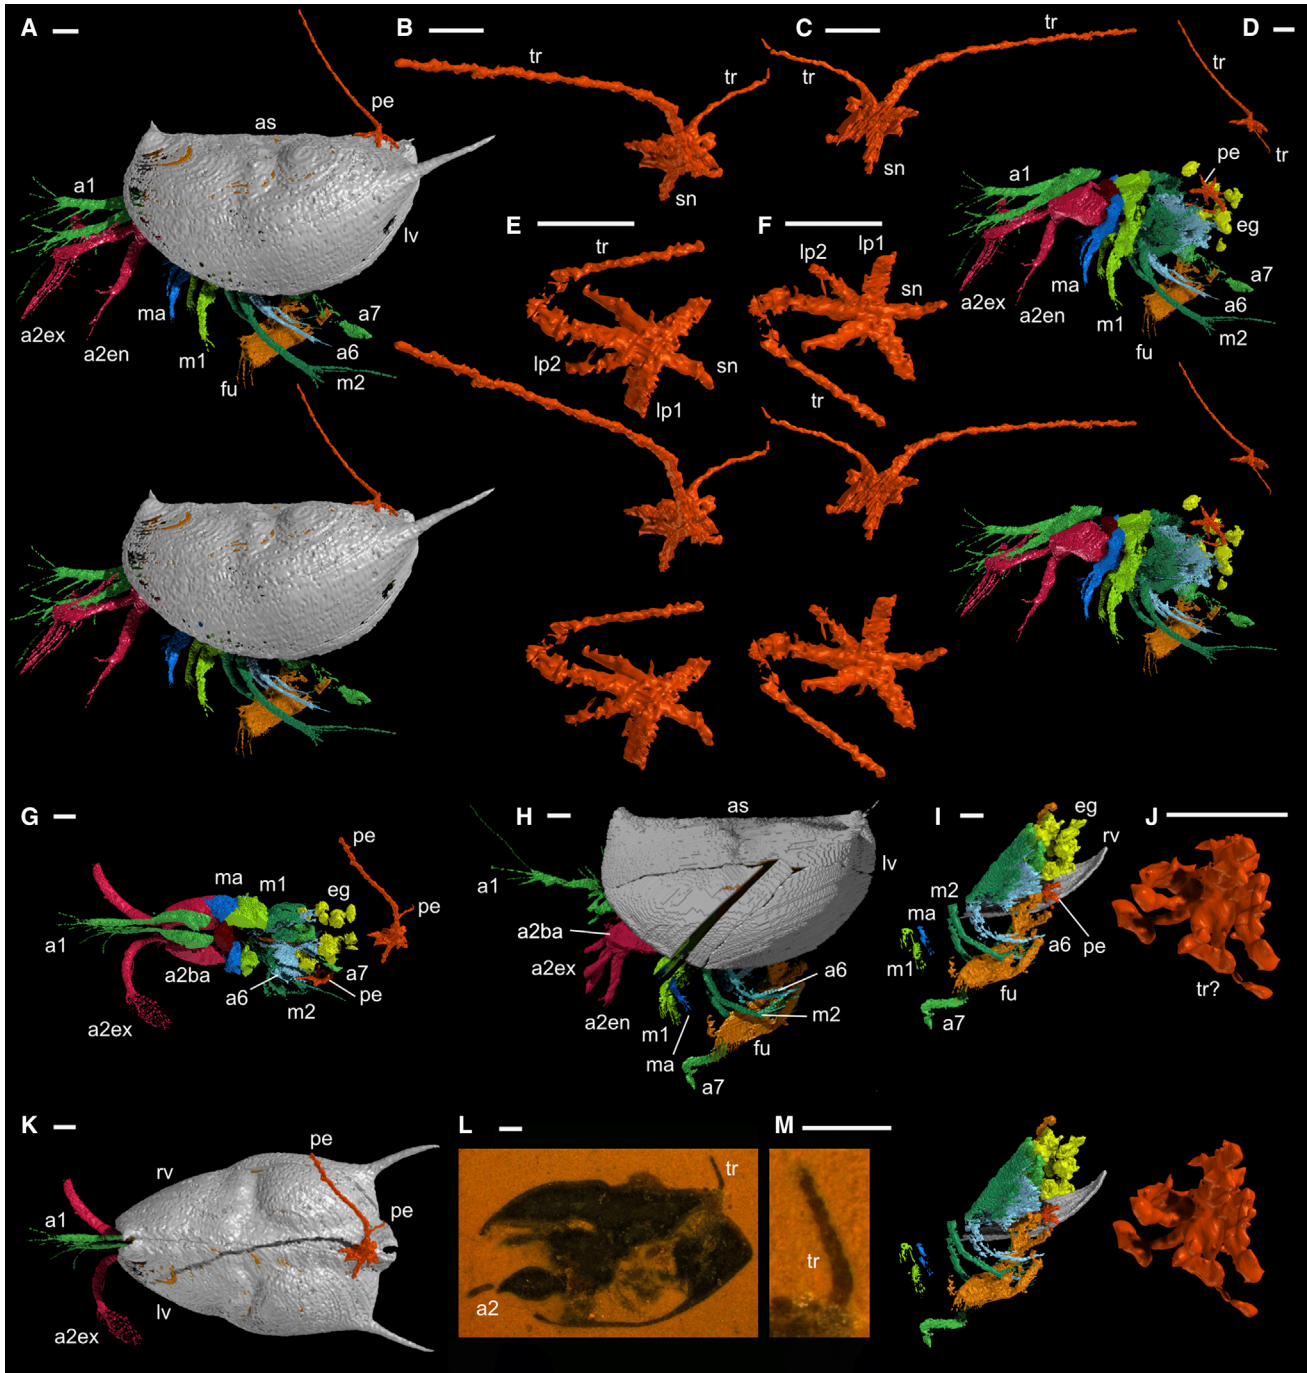 A
pe
as
a1
lv
a2ex
a2en
ma
m1
fu
a7
a6
m2
B
tr
tr
sn
C
tr
tr
sn
D
tr
tr
pe
a1
eg
a7
a6
m2
a2ex
a2en
ma
m1
fu
E
tr
lp2
lp1
sn
F
lp2
lp1
sn
tr
G
pe
pe
ma
m1
eg
a1
a2ba
a6
m2
a7
pe
a2ex
H
as
lv
a1
a2ba
a2ex
a2en
m1
ma
a7
fu
m2
a6
I
eg
rv
m2
ma
m1
a6
pe
fu
a7
J
tr?
K
pe
rv
pe
a1
lv
a2ex
L
tr
a2
M
tr